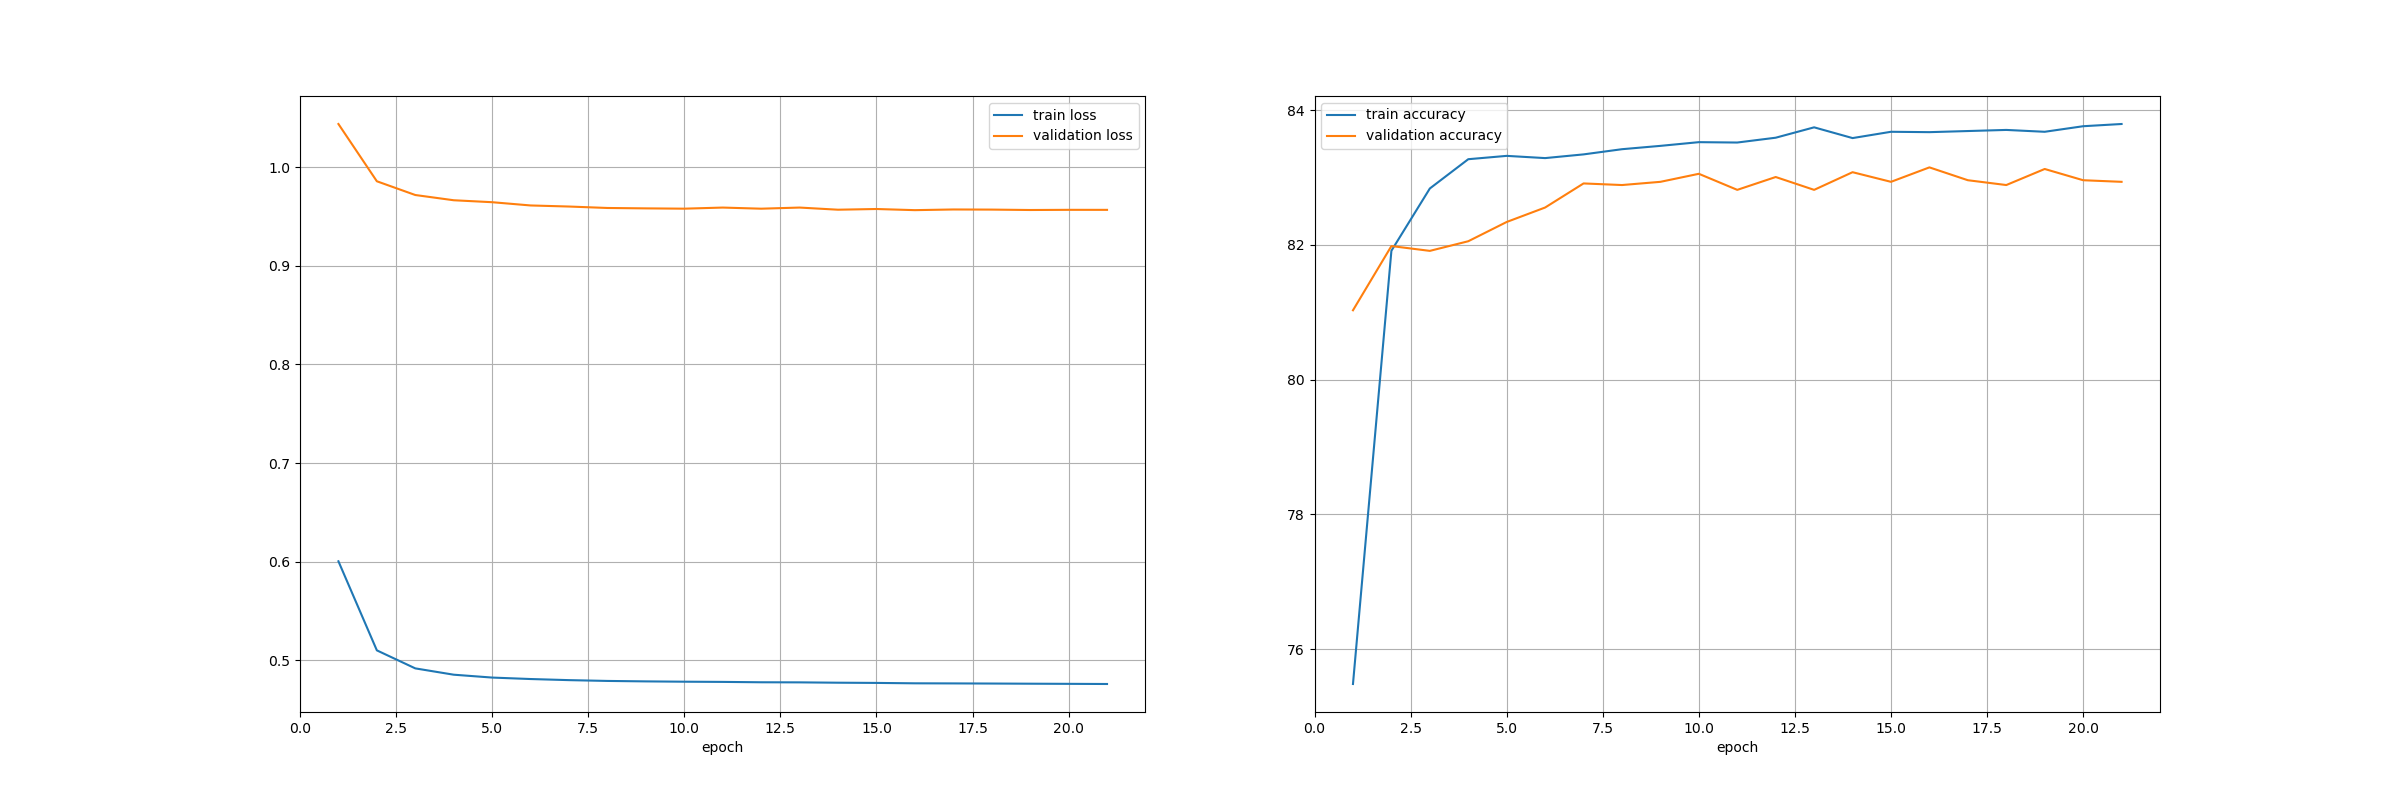 train loss
validation loss
1.0
0.9
0.8
0.7
0.6
0.5
0.0 2.5 5.0 7.5 10.0 12.5 15.0 17.5 20.0
epoch
train accuracy
validation accuracy
84
82
80
78
76
0.0 2.5 5.0 7.5 10.0 12.5 15.0 17.5 20.0
epoch